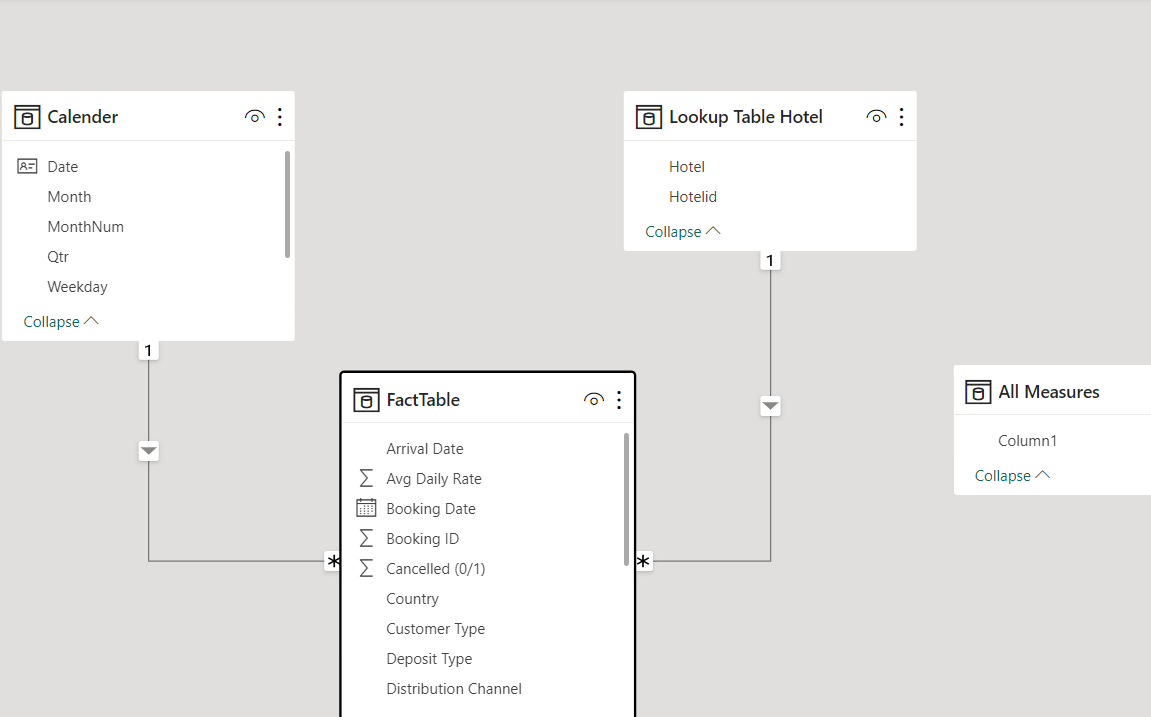 Calender
Date
Month
MonthNum
Qtr
Weekday
Collapse
1
Lookup Table Hotel
Hotel
Hotelid
Collapse
1
FactTable
Arrival Date
Σ Avg Daily Rate
Booking Date
Σ Booking ID
Σ Cancelled (0/1)
Country
Customer Type
Deposit Type
Distribution Channel
*
*
All Measures
Column1
Collapse